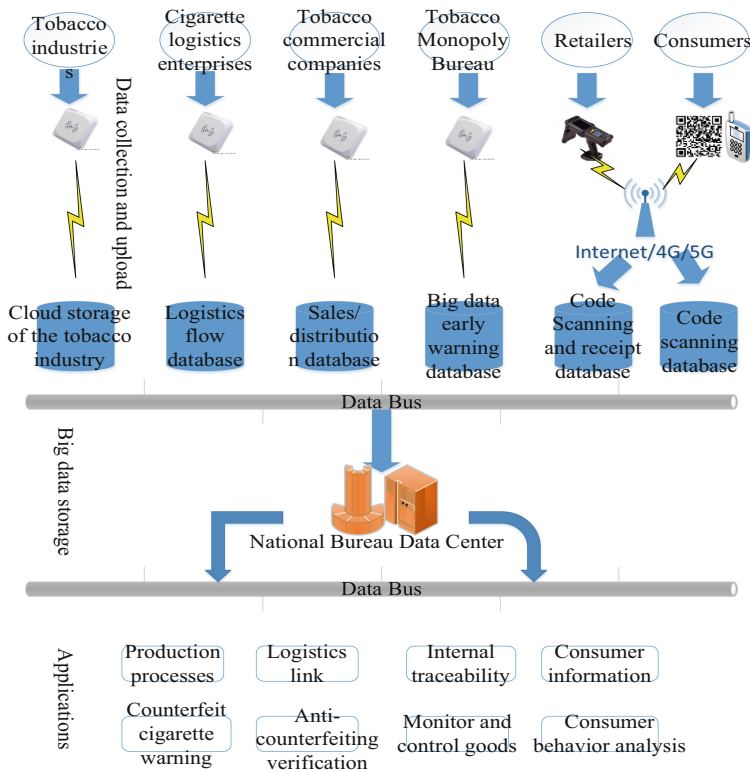 Tobacco
industrie
s
Cigarette
logistics
enterprises
Tobacco
commercial
companies
Tobacco
Monopoly
Bureau
Retailers
Consumers
Data collection and upload
Internet/4G/5G
Cloud storage
of the tobacco
industry
Logistics
flow
database
Sales/
distributio
n database
Big data
early
warning
database
Code
Scanning
and receipt
database
Code
scanning
database
Data Bus
Big data storage
National Bureau Data Center
Data Bus
Applications
Production
processes
Logistics
link
Internal
traceability
Consumer
information
Counterfeit
cigarette
warning
Anti-
counterfeiting
verification
Monitor and
control goods
Consumer
behavior analysis